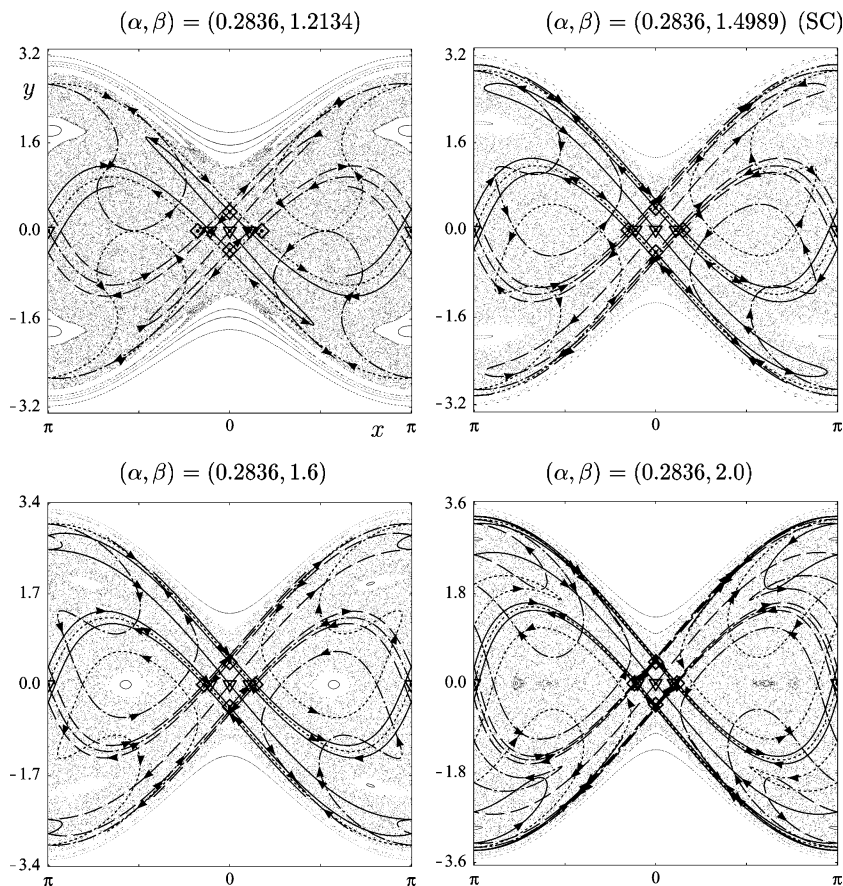 (α, β) = (0.2836, 1.2134)
(α, β) = (0.2836, 1.4989) (SC)
3.2
y
1.6
0.0
−1.6
−3.2
π
0
x
π
3.2
1.6
0.0
−1.6
−3.2
π
0
π
(α, β) = (0.2836, 1.6)
(α, β) = (0.2836, 2.0)
3.4
1.7
0.0
−1.7
−3.4
π
0
π
3.6
1.8
0.0
−1.8
−3.6
π
0
π